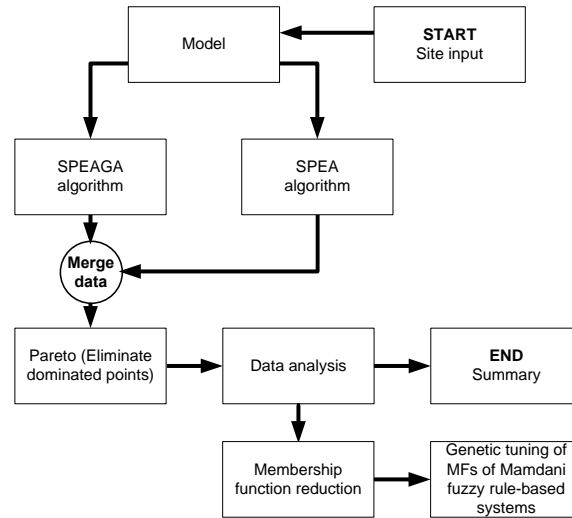 Model
START
Site input
SPEAGA
algorithm
SPEA
algorithm
Merge
data
Pareto (Eliminate
dominated points)
Data analysis
END
Summary
Membership
function reduction
Genetic tuning of
MFs of Mamdani
fuzzy rule-based
systems